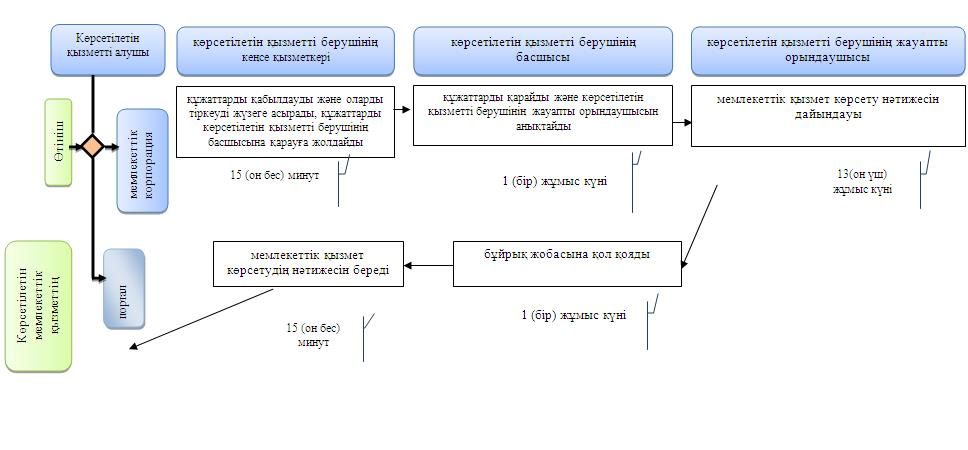 Көрсетілетін
қызметті алушы
көрсетілетін қызметті берушінің
кеңсе қызметкері
көрсетілетін қызметті берушінің
басшысы
көрсетілетін қызметті берушінің жауапты
орындаушысы
Өтініш
мемлекеттік
корпорация
құжаттарды қабылдауды және оларды
тіркеуді жүзеге асырады, құжаттарды
көрсетілетін қызметті берушінің
басшысына қарауға жолдайды
құжаттарды қарайды және көрсетілетін
қызметті берушінің жауапты орындаушысын
анықтайды
мемлекеттік қызмет көрсету нәтижесін
дайындауы
15 (он бес) минут
1 (бір) жұмыс күні
13(он үш)
жұмыс күні
Көрсетілетін
мемлекеттік
қызметтің
портал
мемлекеттік қызмет
көрсетудің нәтижесін береді
бұйрық жобасына қол қояды
15 (он бес)
минут
1 (бір) жұмыс күні